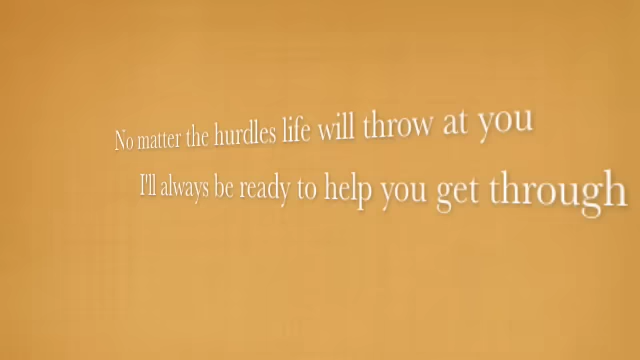 No matter the hurdles life will throw at you
I'll always be ready to help you get through